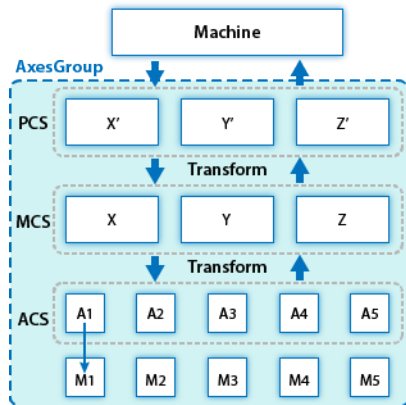 Machine
AxesGroup
PCS X’ Y’ Z’
Transform
MCS X Y Z
Transform
ACS A1 A2 A3 A4 A5
M1 M2 M3 M4 M5